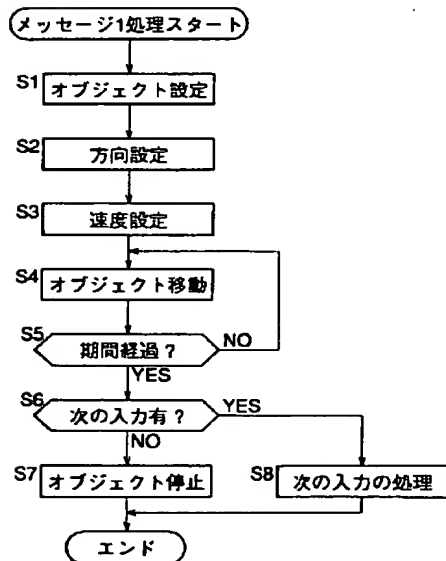 メッセージ1処理スタート
S1
オブジェクト設定
S2
方向設定
S3
速度設定
S4
オブジェクト移動
S5
期間経過?
NO
YES
S6
次の入力有?
YES
NO
S7
オブジェクト停止
S8
次の入力の処理
エンド